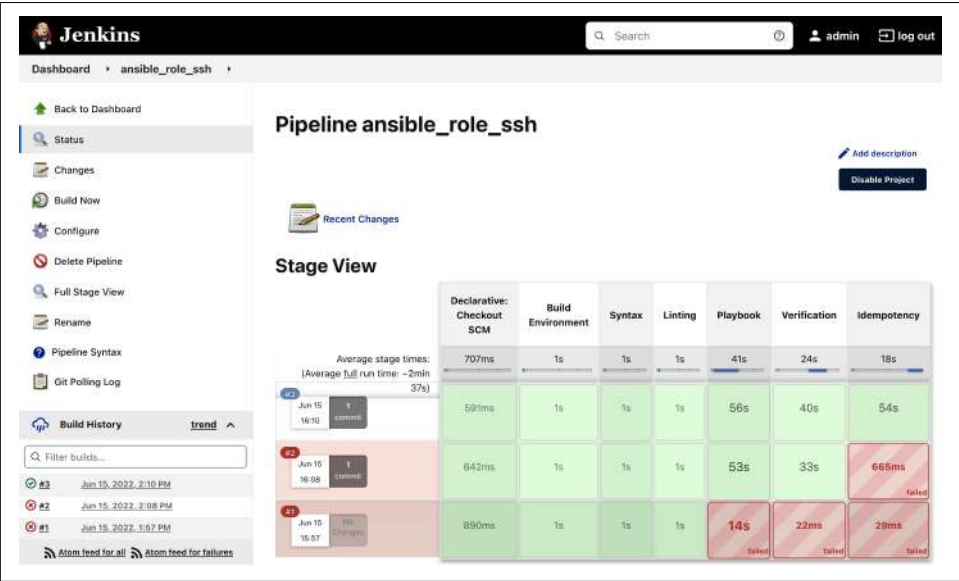 Jenkins
Search
admin
log out
Dashboard
ansible_role_ssh
Back to Dashboard
Status
Changes
Build Now
Configure
Delete Pipeline
Full Stage View
Rename
Pipeline Syntax
Git Polling Log
Build History
trend
Filter builds...
#3 Jun 15, 2022, 2:10 PM
#2 Jun 15, 2022, 2:08 PM
#1 Jun 15, 2022, 1:57 PM
Atom feed for all Atom feed for failures
Pipeline ansible_role_ssh
Add description
Disable Project
Recent Changes
Stage View
Declarative:
Checkout
SCM
Build
Environment
Syntax
Linting
Playbook
Verification
Idempotency
Average stage times:
(Average full run time: ~2min
37s)
707ms 1s 1s 1s 41s 24s 18s
#3
Jun 15
16:10
1
commit
591ms 1s 1s 1s 56s 40s 54s
#2
Jun 15
16:08
1
commit
642ms 1s 1s 1s 53s 33s 665ms
failed
#1
Jun 15
15:57
No
Changes
890ms 1s 1s 1s 14s 22ms 29ms
failed failed failed